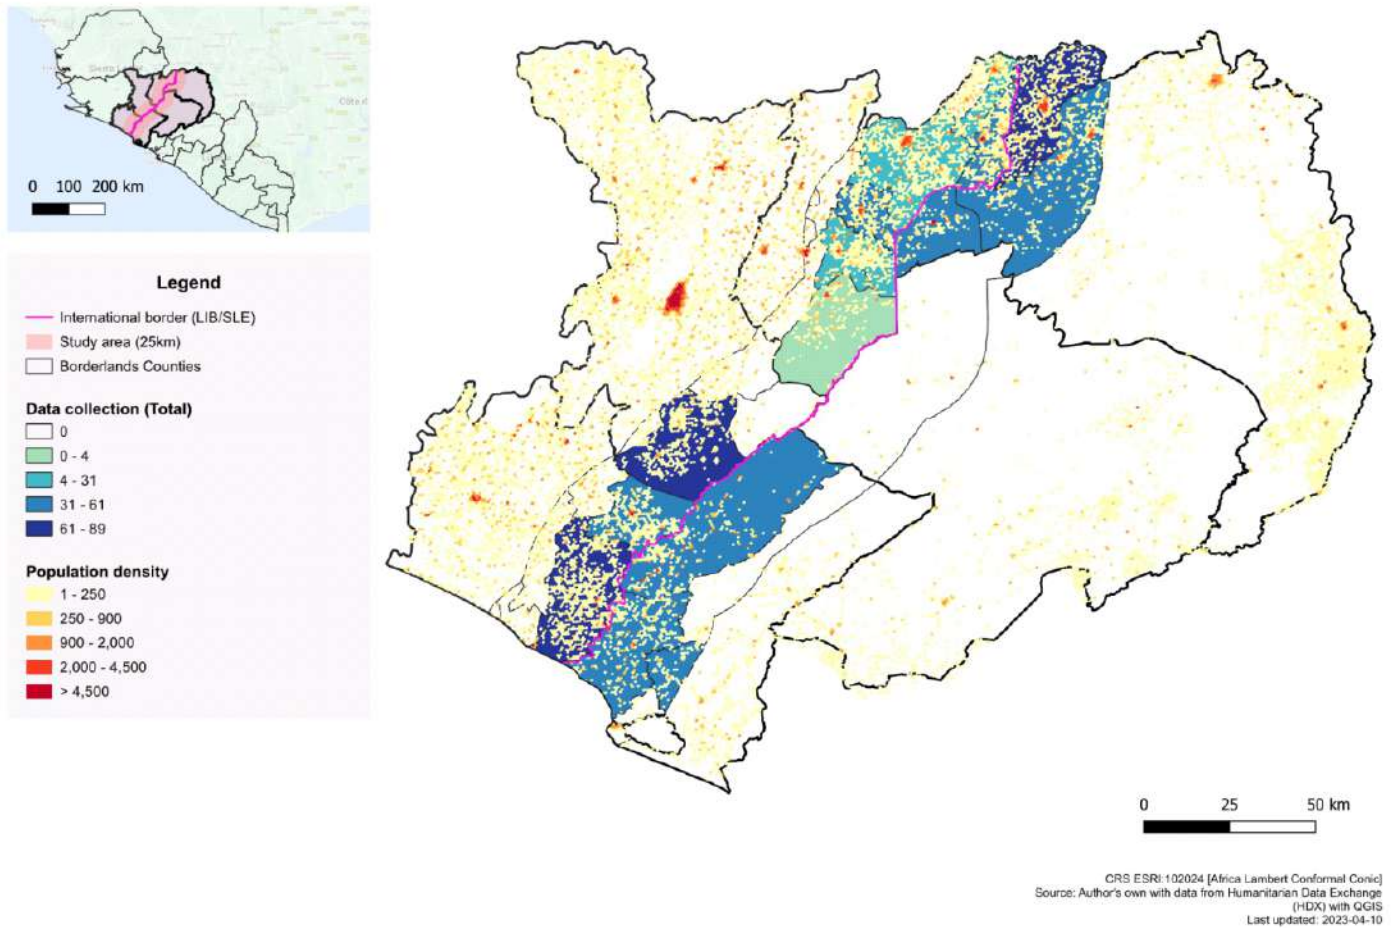 0 100 200 km
Legend
International border (LIB/SLE)
Study area (25km)
Borderlands Counties
Data collection (Total)
0
0 - 4
4 - 31
31 - 61
61 - 89
Population density
1 - 250
250 - 900
900 - 2,000
2,000 - 4,500
> 4,500
0 25 50 km
CRS ESRI:102024 [Africa Lambert Conformal Conic]
Source: Author's own with data from Humanitarian Data Exchange
(HDX) with QGIS
Last updated: 2023-04-10